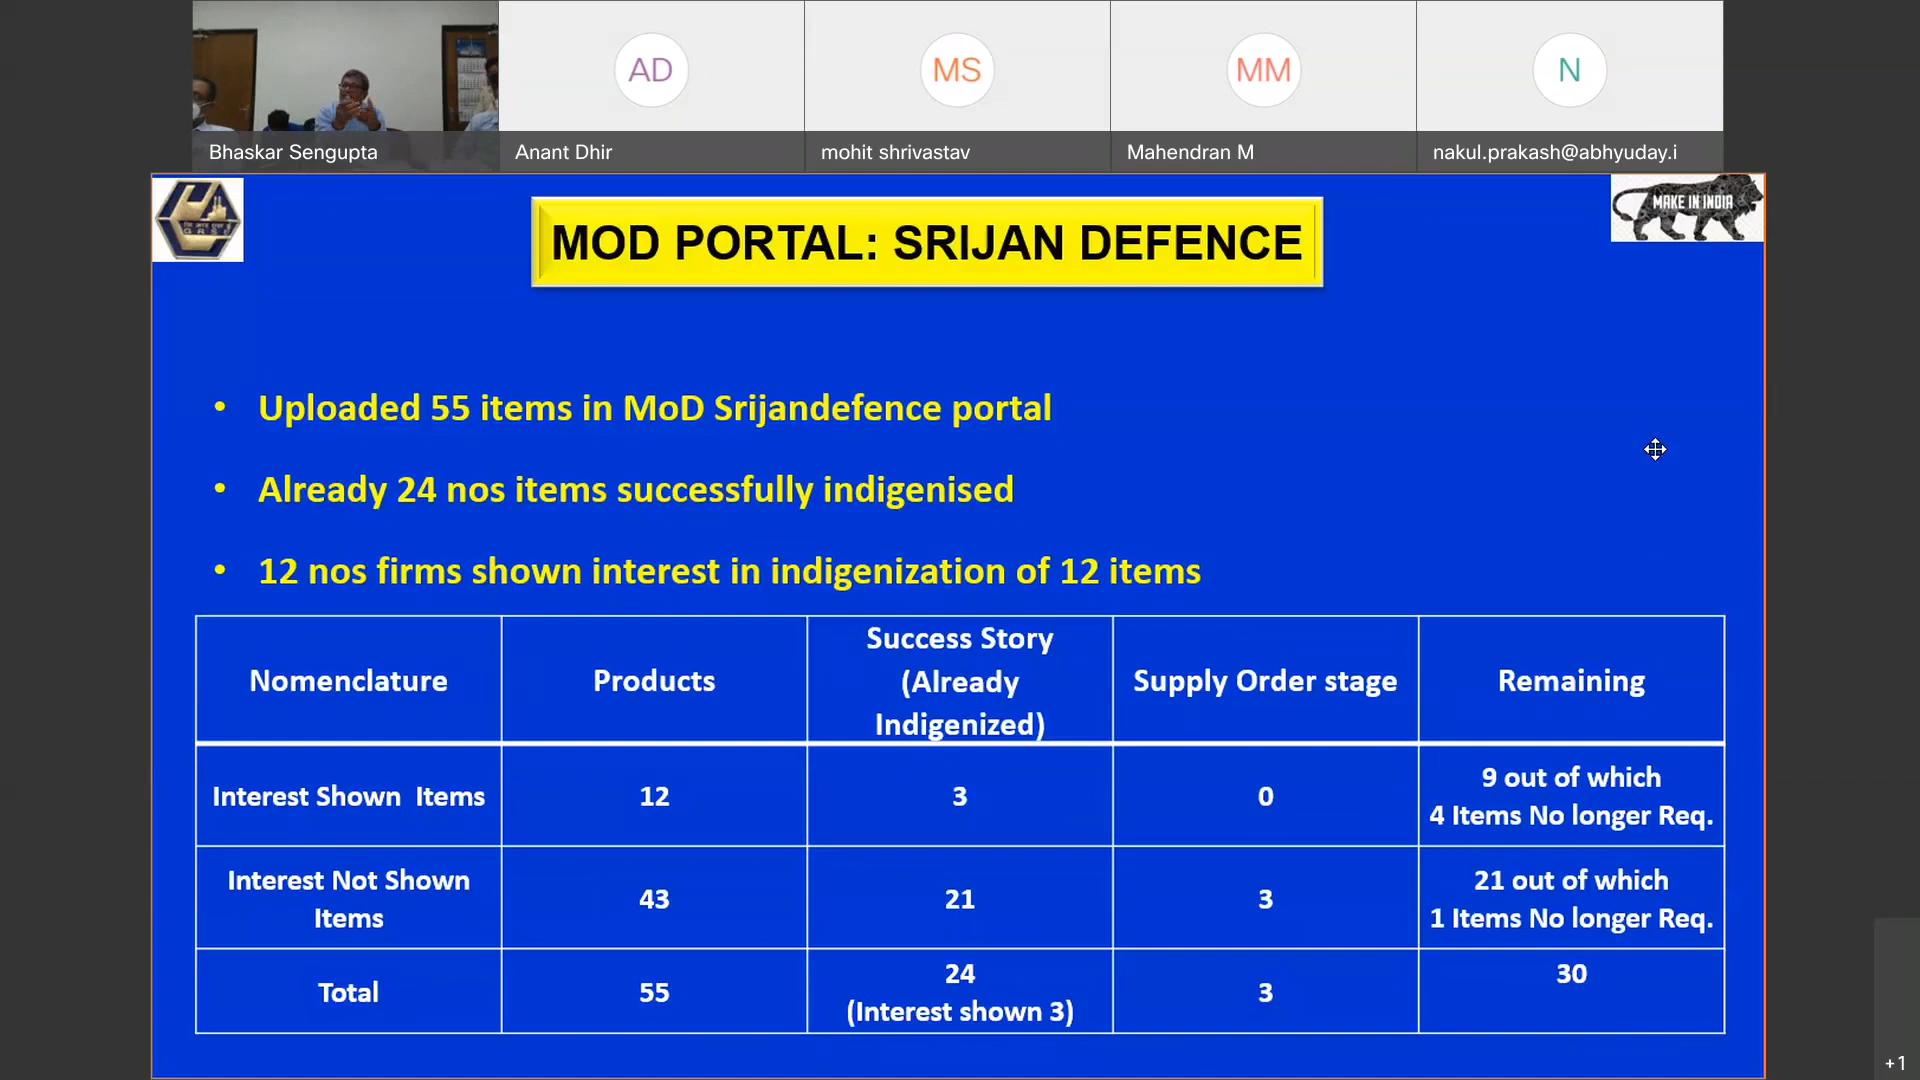 AD
MS
MM
N
Bhaskar Sengupta
Anant Dhir
mohit shrivastav
Mahendran M
nakul.prakash@abhyuday.i
MAKE IN INDIA
MOD PORTAL: SRIJAN DEFENCE
• Uploaded 55 items in MoD Srijandefence portal
• Already 24 nos items successfully indigenised
• 12 nos firms shown interest in indigenization of 12 items
Nomenclature
Products
Success Story
(Already
Indigenized)
Supply Order stage
Remaining
Interest Shown Items
12
3
0
9 out of which
4 Items No longer Req.
Interest Not Shown
Items
43
21
3
21 out of which
1 Items No longer Req.
Total
55
24
(Interest shown 3)
3
30
+1